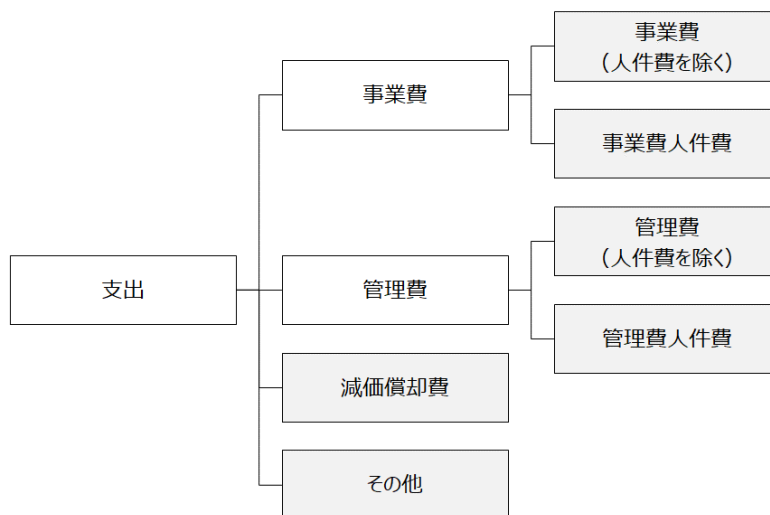 支出
事業費
事業費
（人件費を除く）
事業費人件費
管理費
管理費
（人件費を除く）
管理費人件費
減価償却費
その他